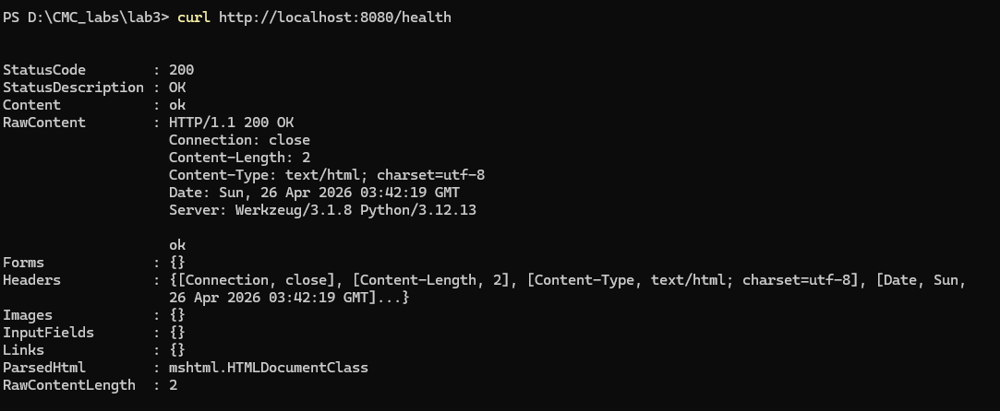 PS D:\CMC_labs\lab3> curl http://localhost:8080/health
StatusCode        : 200
StatusDescription : OK
Content           : ok
RawContent        : HTTP/1.1 200 OK
                    Connection: close
                    Content-Length: 2
                    Content-Type: text/html; charset=utf-8
                    Date: Sun, 26 Apr 2026 03:42:19 GMT
                    Server: Werkzeug/3.1.8 Python/3.12.13
                    ok
Forms             : {}
Headers           : {[Connection, close], [Content-Length, 2], [Content-Type, text/html; charset=utf-8], [Date, Sun,
                    26 Apr 2026 03:42:19 GMT]...}
Images            : {}
InputFields       : {}
Links             : {}
ParsedHtml        : mshtml.HTMLDocumentClass
RawContentLength  : 2